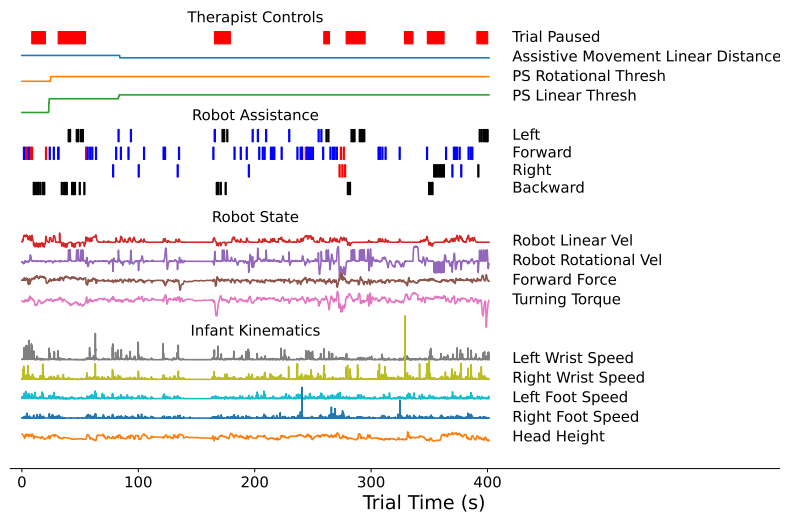 Therapist Controls
Trial Paused
Assistive Movement Linear Distance
PS Rotational Thresh
PS Linear Thresh
Robot Assistance
Left
Forward
Right
Backward
Robot State
Robot Linear Vel
Robot Rotational Vel
Forward Force
Turning Torque
Infant Kinematics
Left Wrist Speed
Right Wrist Speed
Left Foot Speed
Right Foot Speed
Head Height
0 100 200 300 400
Trial Time (s)